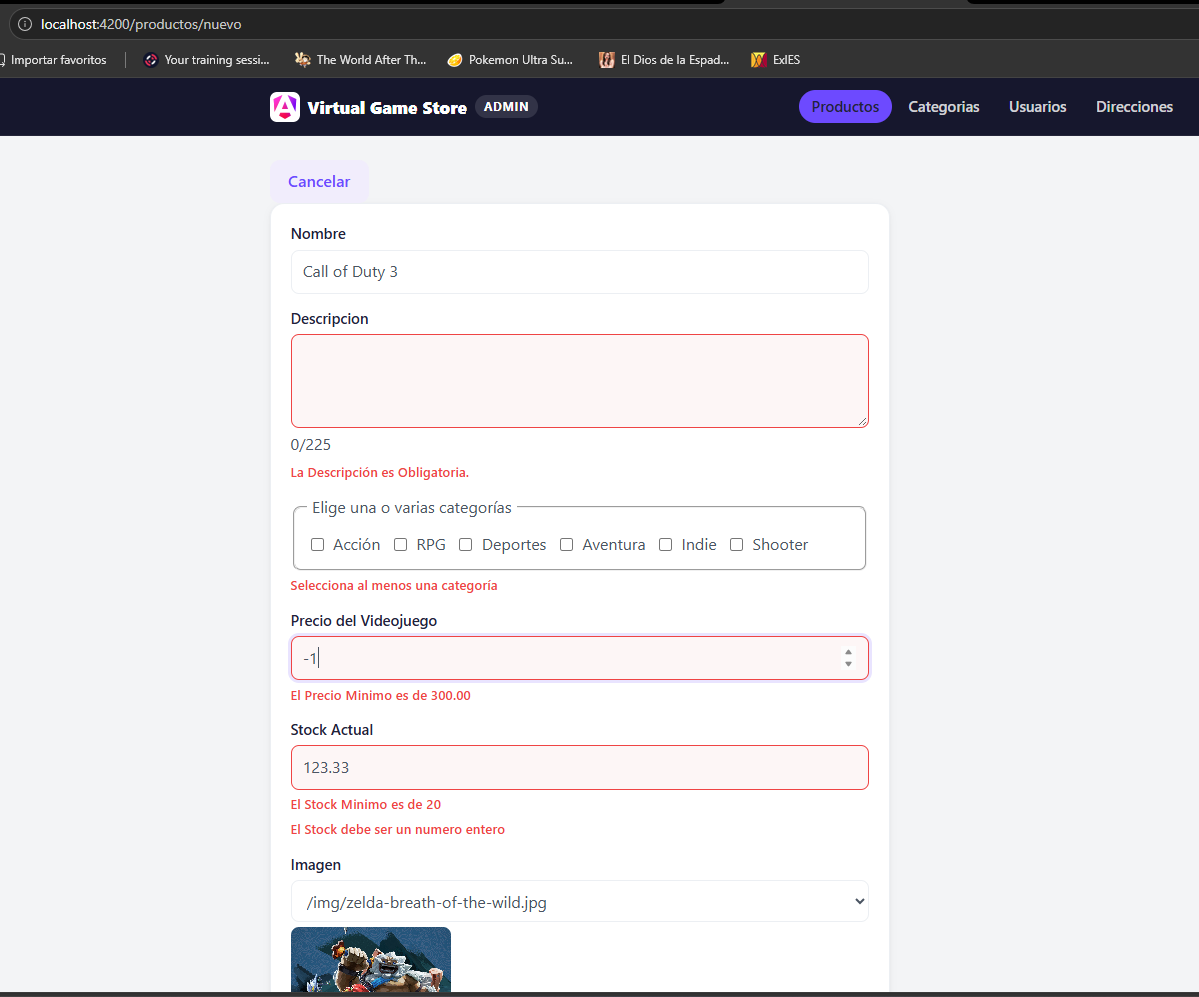 localhost:4200/productos/nuevo
Importar favoritos
Your training sessi...
The World After Th...
Pokemon Ultra Su...
El Dios de la Espad...
ExIES
Virtual Game Store
ADMIN
Productos
Categorias
Usuarios
Direcciones
Cancelar
Nombre
Call of Duty 3
Descripcion
0/225
La Descripción es Obligatoria.
Elige una o varias categorías
Acción RPG Deportes Aventura Indie Shooter
Selecciona al menos una categoría
Precio del Videojuego
-1
El Precio Minimo es de 300.00
Stock Actual
123.33
El Stock Minimo es de 20
El Stock debe ser un numero entero
Imagen
/img/zelda-breath-of-the-wild.jpg